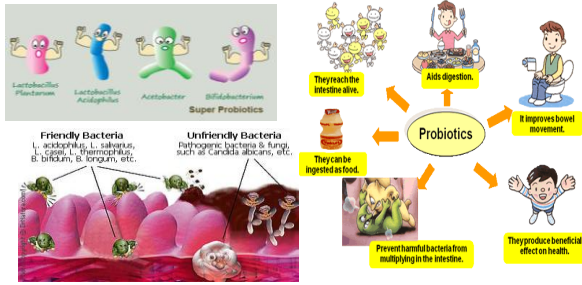 Lactobacillus
Plantarum
Lactobacillus
Acidophilus
Acetobacter
Bifidobacterium
Super Probiotics
Friendly Bacteria
L. acidophilus, L. salivarius,
L. casei, L. thermophilus,
B. bifidum, B. longum, etc.
Unfriendly Bacteria
Pathogenic bacteria & fungi,
such as Candida albicans, etc.
They reach the
intestine alive.
Aids digestion.
It improves bowel
movement.
Probiotics
They can be
ingested as food.
Prevent harmful bacteria from
multiplying in the intestine.
They produce beneficial
effect on health.